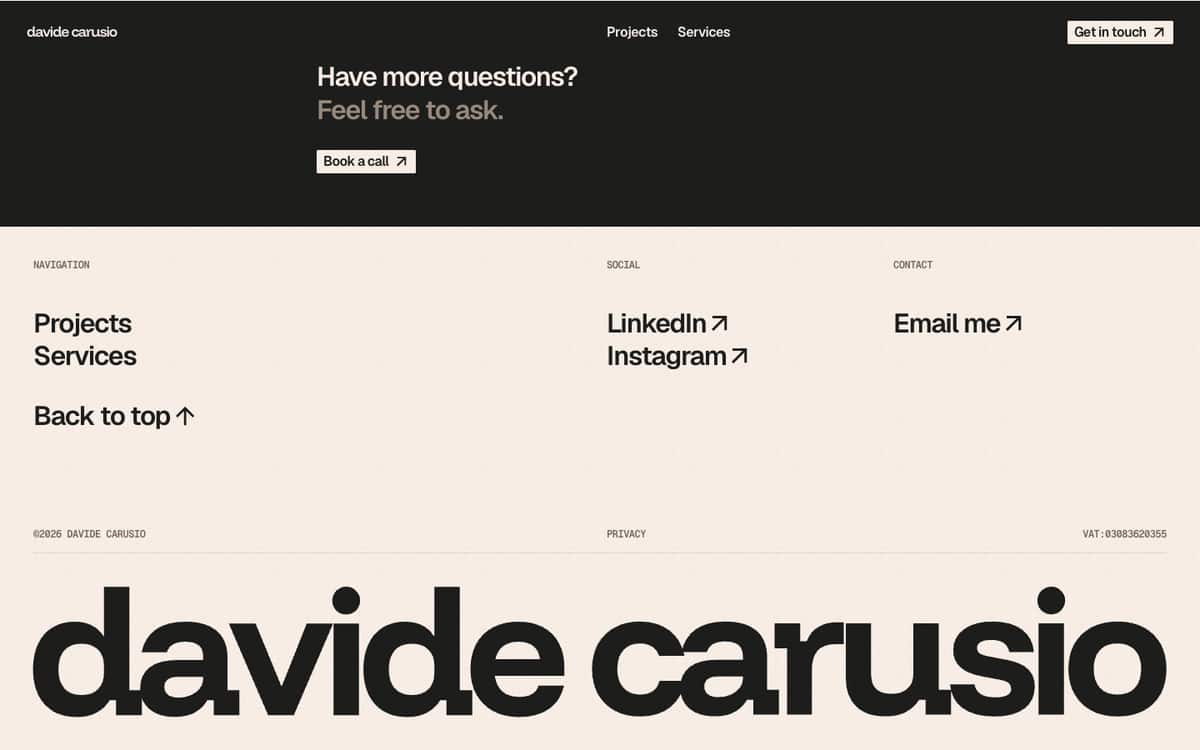 davide carusio
Projects Services
Get in touch
Have more questions?
Feel free to ask.
Book a call
NAVIGATION
Projects
Services
Back to top
SOCIAL
LinkedIn
Instagram
CONTACT
Email me
©2026 DAVIDE CARUSIO
PRIVACY
VAT:03083620355
davide carusio